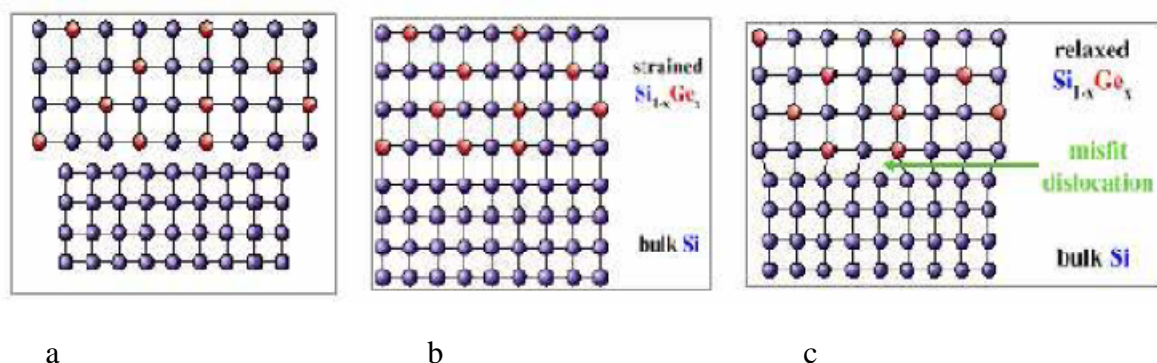 strained
Si1-xGex
bulk Si
relaxed
Si1-xGex
misfit
dislocation
bulk Si
a b c